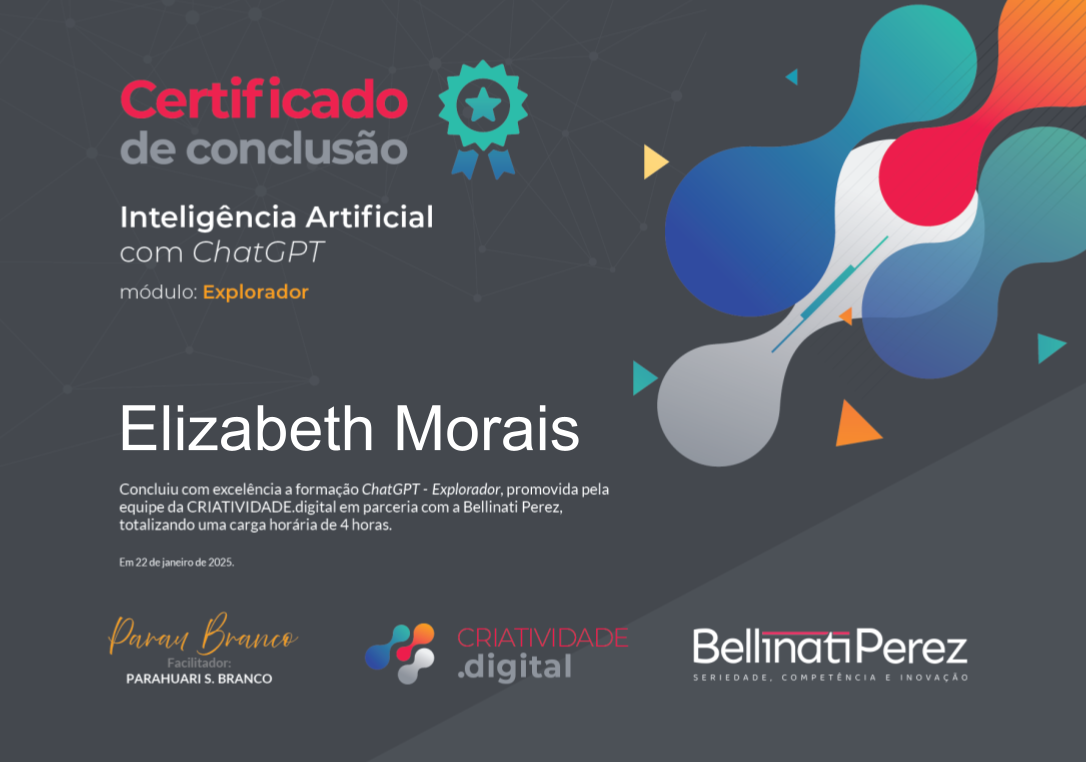 Certificado
de conclusão
Inteligência Artificial
com ChatGPT
módulo: Explorador
Elizabeth Morais
Concluiu com excelência a formação ChatGPT - Explorador, promovida pela
equipe da CRIATIVIDADE.digital em parceria com a Bellinati Perez,
totalizando uma carga horária de 4 horas.
Em 22 de janeiro de 2025.
Parau Branco
Facilitador:
PARAHUARI S. BRANCO
CRIATIVIDADE
.digital
Bellinati Perez
SERIEDADE, COMPETÊNCIA E INOVAÇÃO